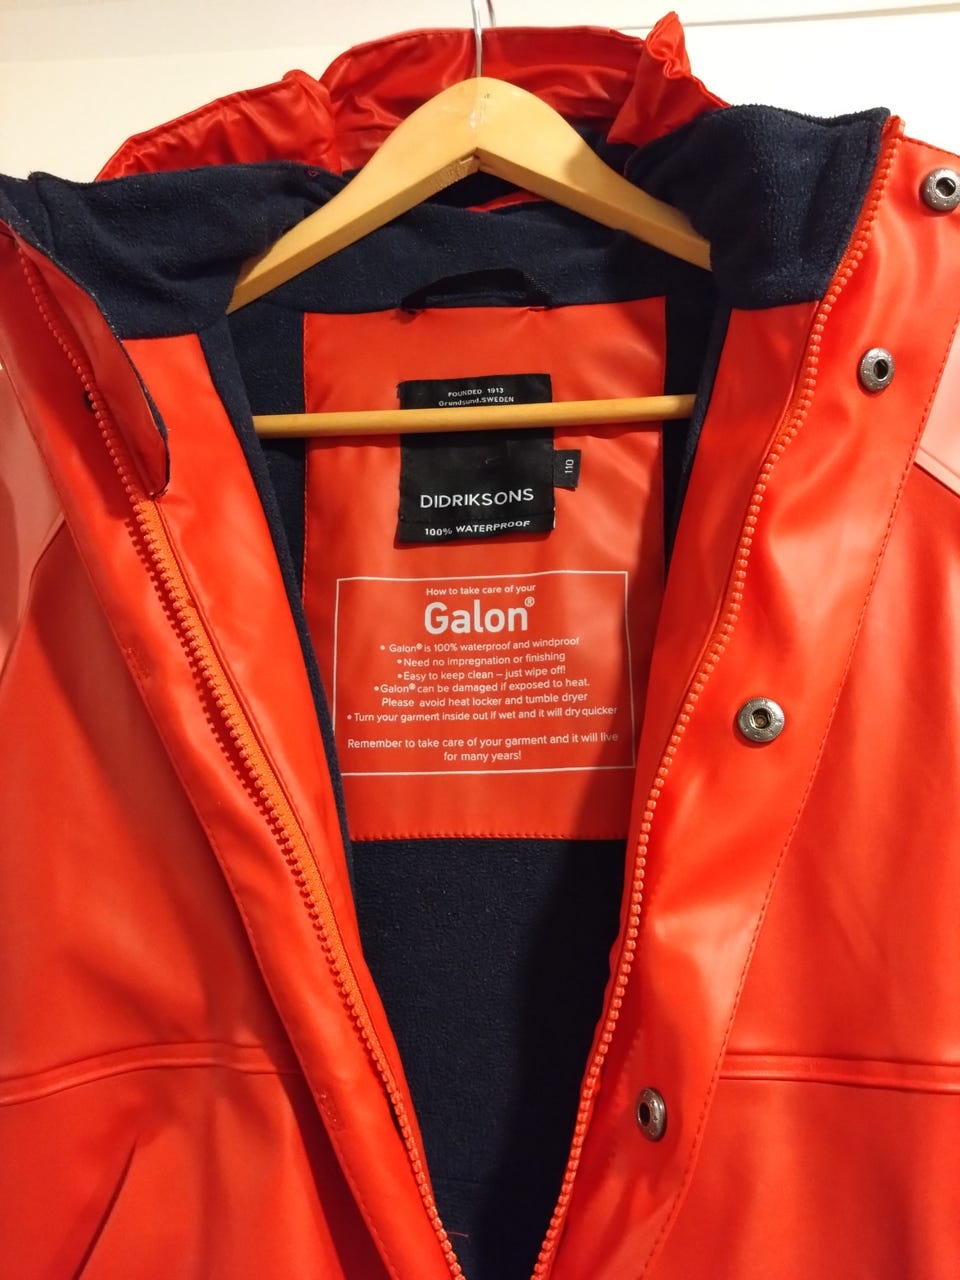 FOUNDED 1913
Grundsund.SWEDEN
110
DIDRIKSONS
100% WATERPROOF
How to take care of your
Galon®
• Galon® is 100% waterproof and windproof
• Need no impregnation or finishing
• Easy to keep clean – just wipe off!
• Galon® can be damaged if exposed to heat.
Please avoid heat locker and tumble dryer
• Turn your garment inside out if wet and it will dry quicker
Remember to take care of your garment and it will live
for many years!